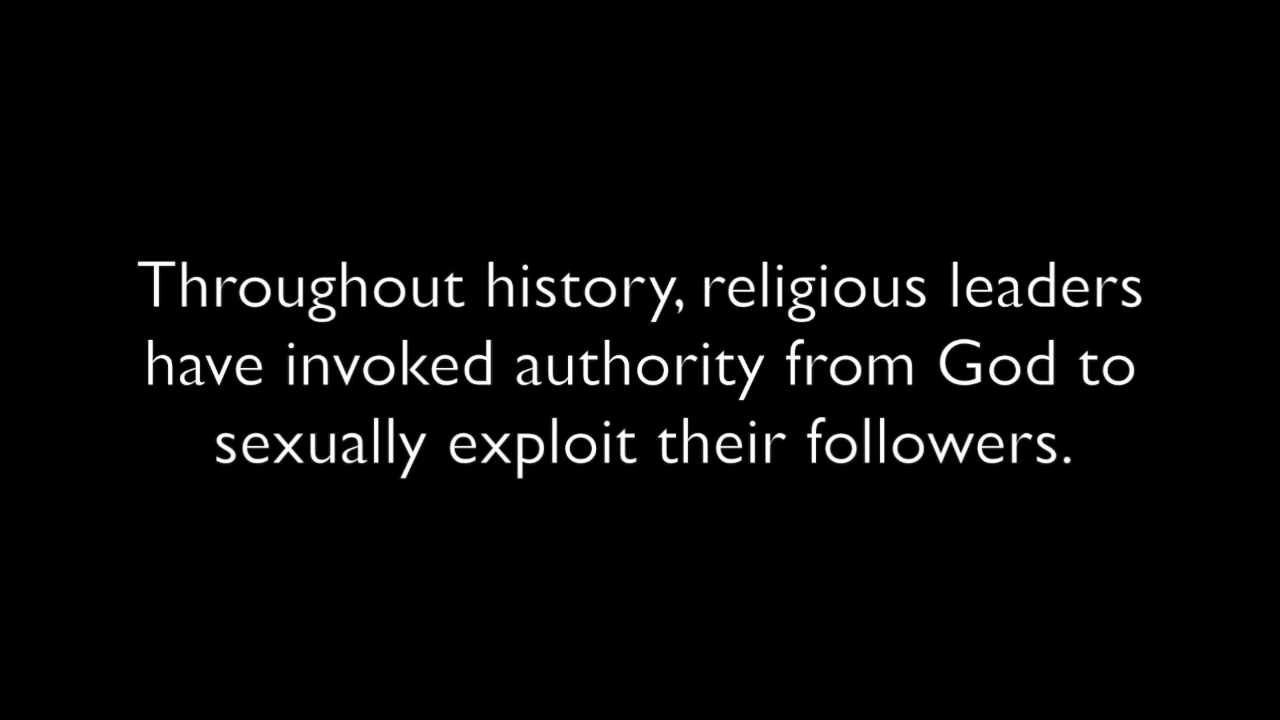 Throughout history, religious leaders
have invoked authority from God to
sexually exploit their followers.